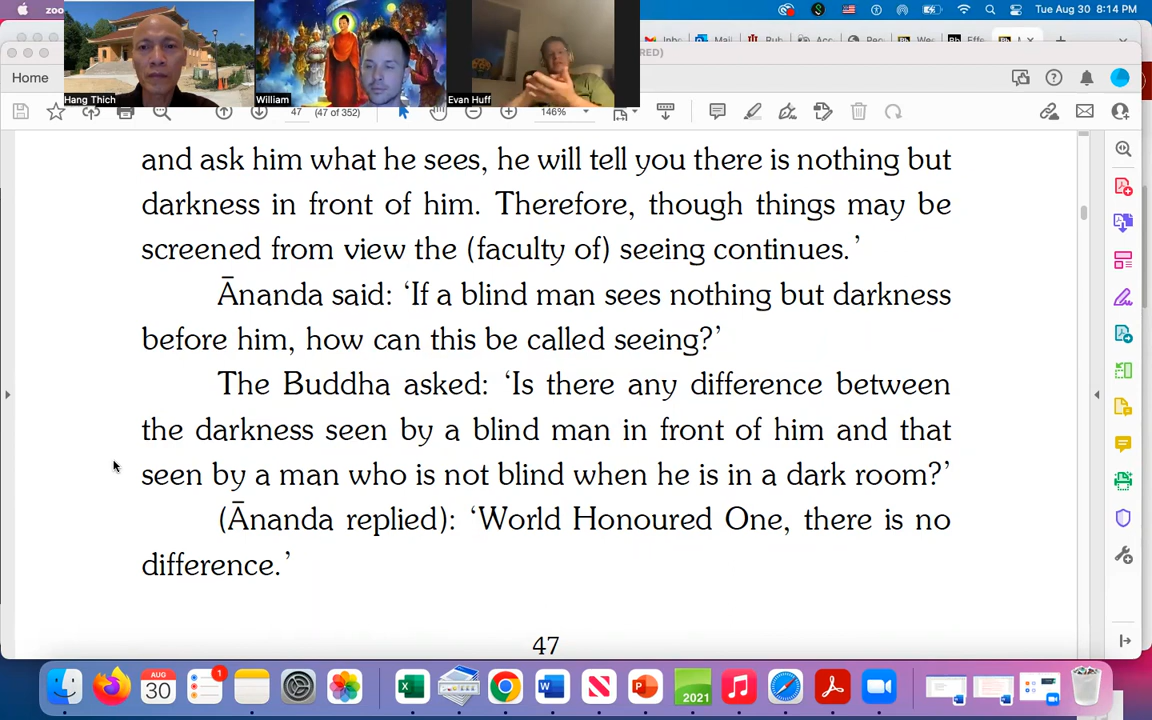 zoo
Tue Aug 30 8:14 PM
Home
Hang Thich
William
Evan Huff
47
(47 of 352)
146%
and ask him what he sees, he will tell you there is nothing but
darkness in front of him. Therefore, though things may be
screened from view the (faculty of) seeing continues.’
Ānanda said: ‘If a blind man sees nothing but darkness
before him, how can this be called seeing?’
The Buddha asked: ‘Is there any difference between
the darkness seen by a blind man in front of him and that
seen by a man who is not blind when he is in a dark room?’
(Ānanda replied): ‘World Honoured One, there is no
difference.’
47
AUG
30
1
2021